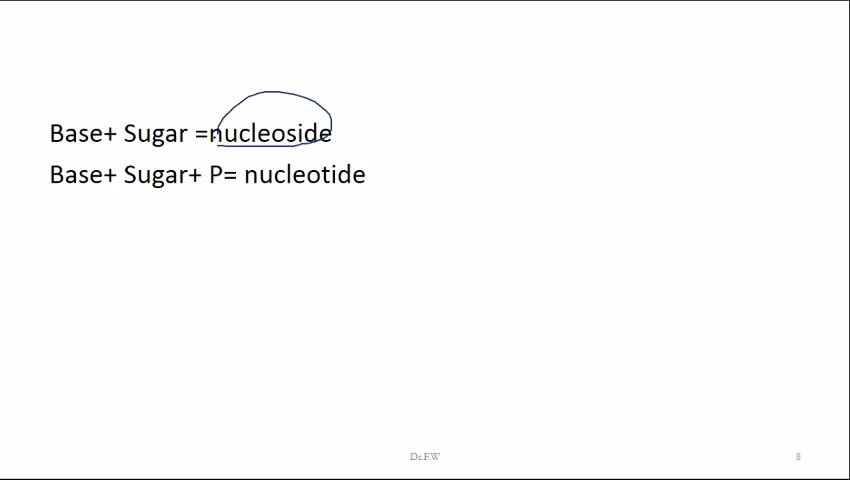 Base+ Sugar =nucleoside
Base+ Sugar+ P= nucleotide
Dr.F.W
8